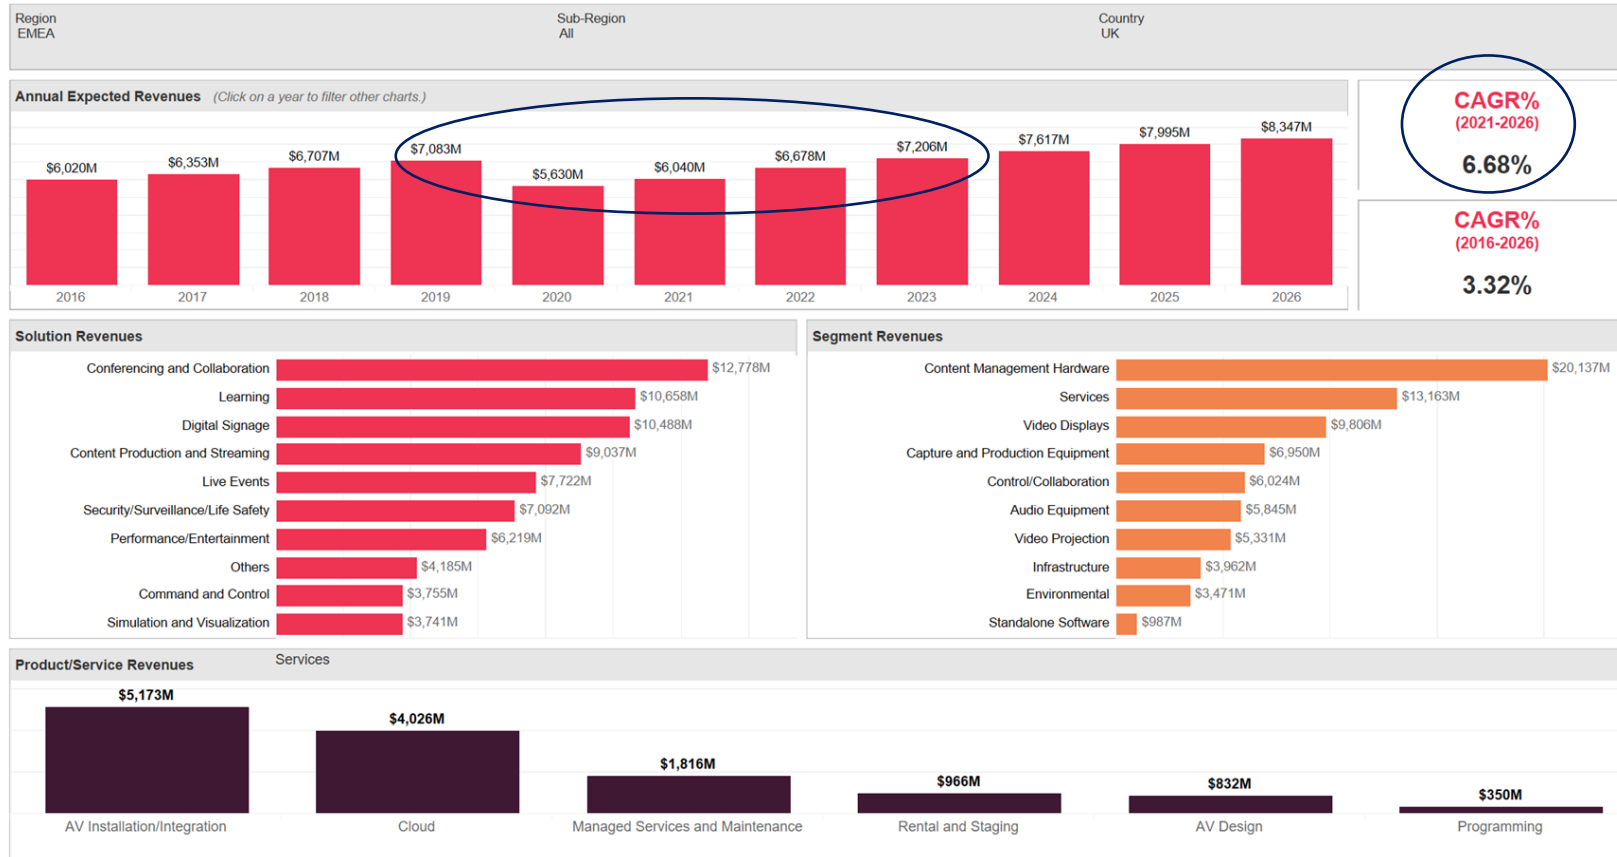 Region
EMEA
Sub-Region
All
Country
UK
Annual Expected Revenues (Click on a year to filter other charts.)
$6,020M
$6,353M
$6,707M
$7,083M
$5,630M
$6,040M
$6,678M
$7,206M
$7,617M
$7,995M
$8,347M
2016
2017
2018
2019
2020
2021
2022
2023
2024
2025
2026
CAGR%
(2021-2026)
6.68%
CAGR%
(2016-2026)
3.32%
Solution Revenues
Conferencing and Collaboration $12,778M
Learning $10,658M
Digital Signage $10,488M
Content Production and Streaming $9,037M
Live Events $7,722M
Security/Surveillance/Life Safety $7,092M
Performance/Entertainment $6,219M
Others $4,185M
Command and Control $3,755M
Simulation and Visualization $3,741M
Segment Revenues
Content Management Hardware $20,137M
Services $13,163M
Video Displays $9,806M
Capture and Production Equipment $6,950M
Control/Collaboration $6,024M
Audio Equipment $5,845M
Video Projection $5,331M
Infrastructure $3,962M
Environmental $3,471M
Standalone Software $987M
Product/Service Revenues Services
$5,173M
$4,026M
$1,816M
$966M
$832M
$350M
AV Installation/Integration
Cloud
Managed Services and Maintenance
Rental and Staging
AV Design
Programming